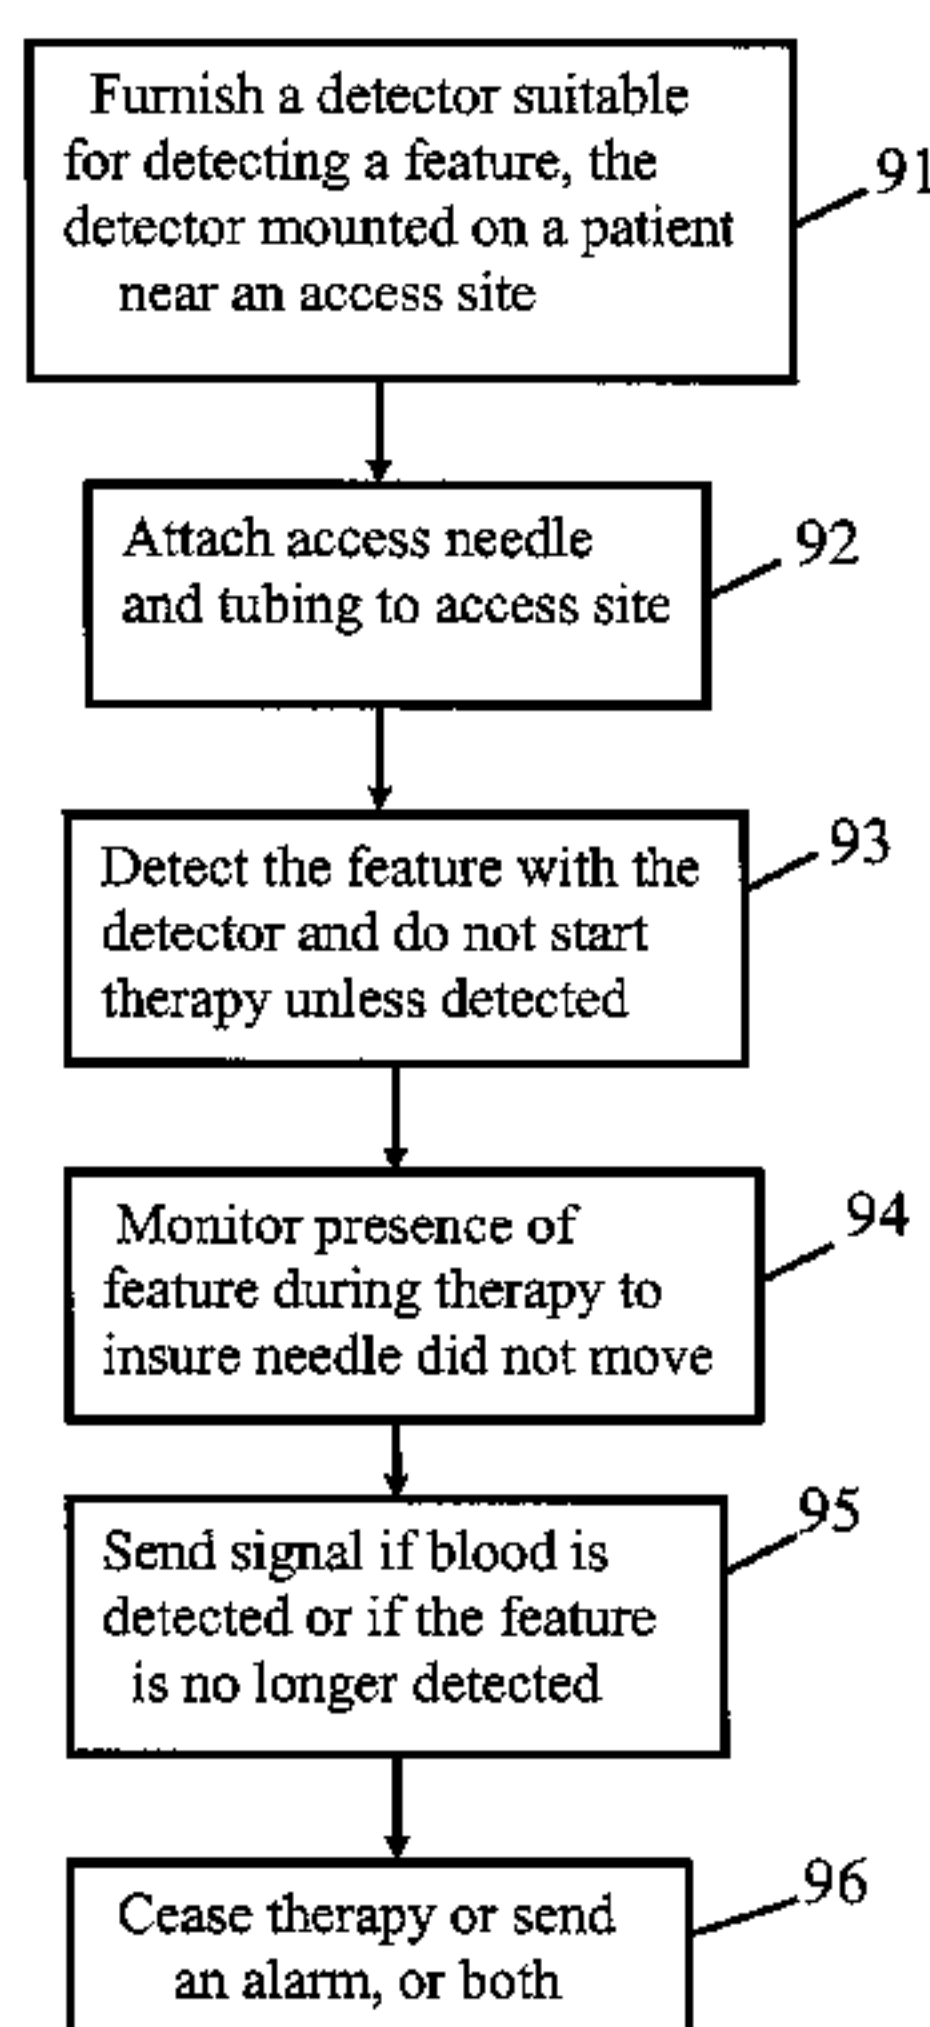 Furnish a detector suitable
for detecting a feature, the
detector mounted on a patient
near an access site
91
Attach access needle
and tubing to access site
92
Detect the feature with the
detector and do not start
therapy unless detected
93
Monitor presence of
feature during therapy to
insure needle did not move
94
Send signal if blood is
detected or if the feature
is no longer detected
95
Cease therapy or send
an alarm, or both
96